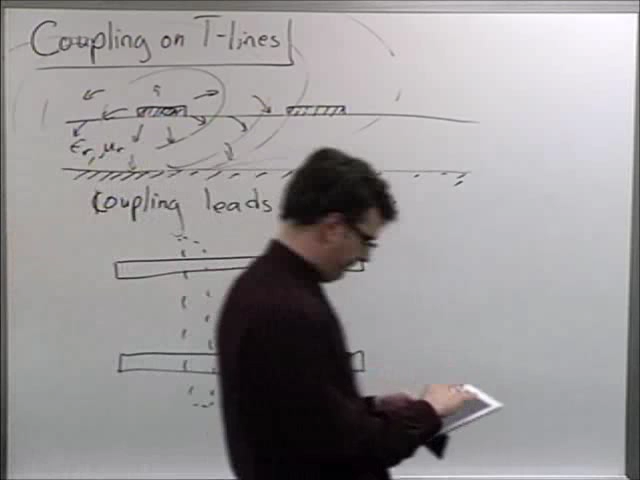 Coupling on T-lines
εr, μr
Coupling leads